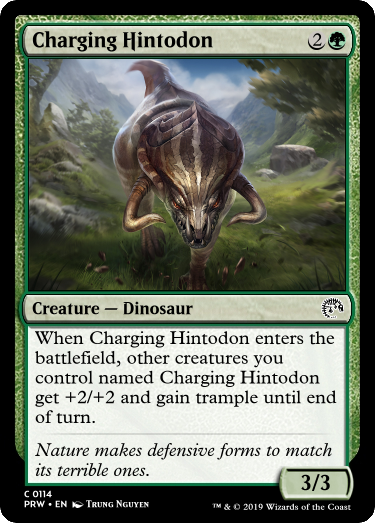 Charging Hintodon 2
Creature — Dinosaur
When Charging Hintodon enters the
battlefield, other creatures you
control named Charging Hintodon
get +2/+2 and gain trample until end
of turn.
Nature makes defensive forms to match
its terrible ones.
3/3
C 0114
PRW • EN Trung Nguyen
™ & © 2019 Wizards of the Coast